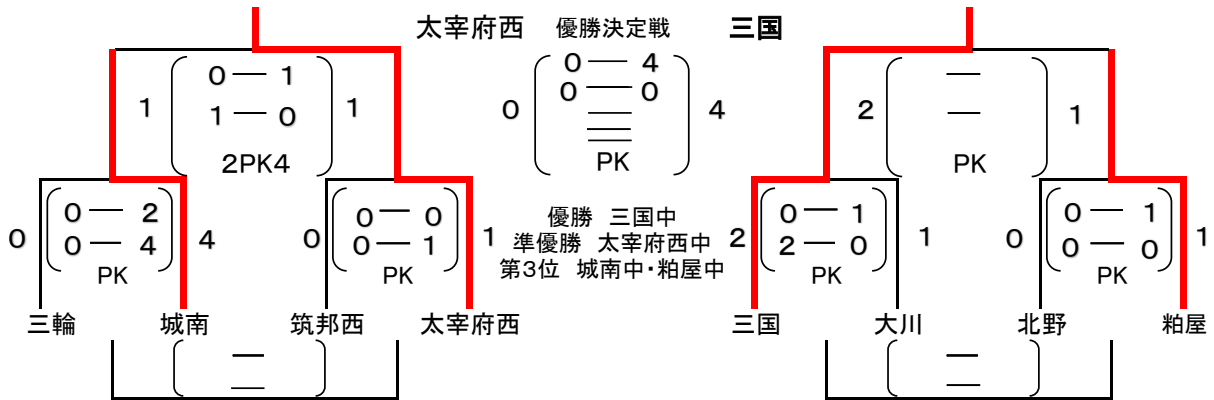 太宰府西 優勝決定戦 三国
0 — 1
1 — 0
2PK4
1
1
0 — 4
0 — 0
PK
0
4
— 
—
PK
2
1
0 — 2
0 — 4
PK
0
4
0 — 0
0 — 1
PK
0
1
優勝 三国中
準優勝 太宰府西中
第3位 城南中・粕屋中
0 — 1
2 — 0
PK
2
1
0 — 1
0 — 0
PK
0
1
三輪 城南 筑邦西 太宰府西 三国 大川 北野 粕屋